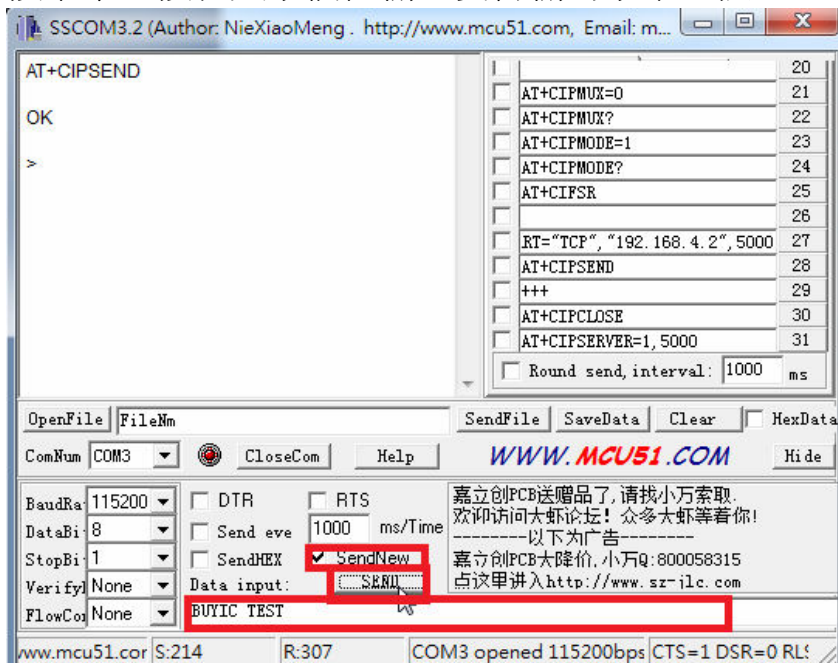 SSCOM3.2 (Author: NieXiaoMeng . http://www.mcu51.com, Email: m...
AT+CIPSEND
OK
>
20
AT+CIPMUX=0 21
AT+CIPMUX? 22
AT+CIPMODE=1 23
AT+CIPMODE? 24
AT+CIFSR 25
26
RT="TCP", "192.168.4.2", 5000 27
AT+CIPSEND 28
+++ 29
AT+CIPCLOSE 30
AT+CIPSERVER=1,5000 31
Round send, interval: 1000 ms
OpenFile FileNm SendFile SaveData Clear HexData
ComNum COM3 CloseCom Help WWW.MCU51.COM Hide
BaudRa 115200 DTR RTS
DataBi 8 Send eve 1000 ms/Time
StopBi 1 SendHEX SendNew
Verifyl None Data input: SEND
FlowCo None BUYIC TEST
嘉立创PCB送赠品了,请找小万索取.
欢迎访问大虾论坛! 众多大虾等着你!
--------以下为广告--------
嘉立创PCB大降价,小万Q:800058315
点这里进入http://www.sz-jlc.com
www.mcu51.cor S:214 R:307 COM3 opened 115200bps CTS=1 DSR=0 RLS